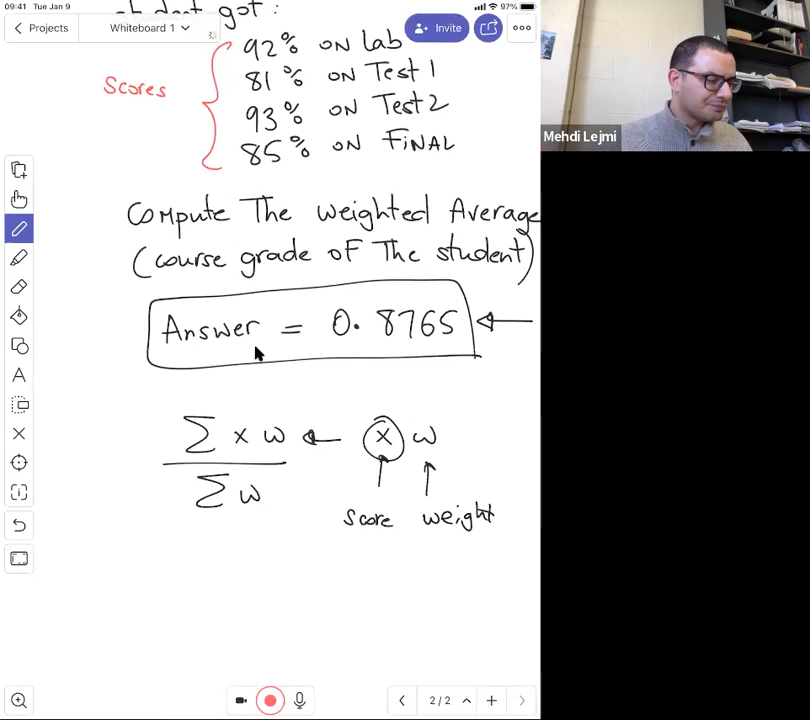 09:41 Tue Jan 9
97%
Projects
Whiteboard 1
Invite
got:
Scores
92% on Lab
81% on Test 1
93% on Test 2
85% on FiNAL
Compute The weighted Average
(course grade of The student)
Answer = 0.8765
Σ x w
Σ w
x w
score weight
A
2/2
Mehdi Lejmi